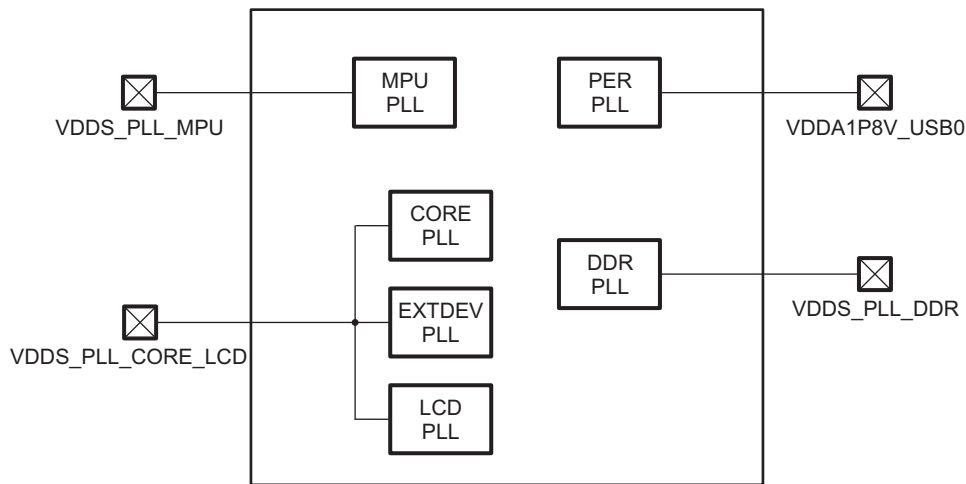 MPU
PLL
PER
PLL
VDDS_PLL_MPU
VDDA1P8V_USB0
CORE
PLL
DDR
PLL
EXTDEV
PLL
VDDS_PLL_DDR
VDDS_PLL_CORE_LCD
LCD
PLL